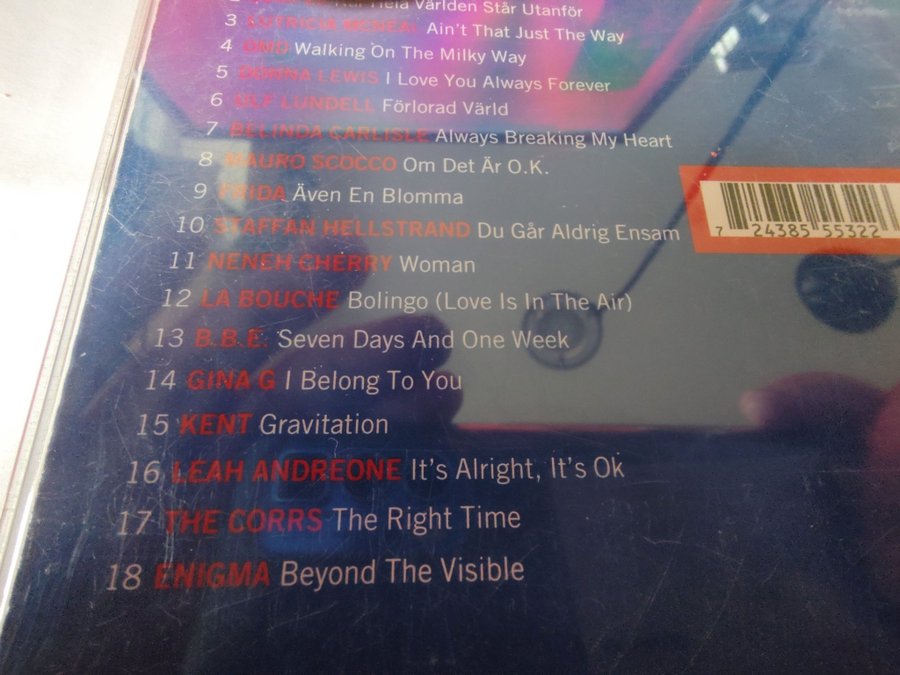 När Hela Världen Står Utanför
3 LUTRICIA MCNEAL Ain't That Just The Way
4 OMD Walking On The Milky Way
5 DONNA LEWIS I Love You Always Forever
6 ULF LUNDELL Förlorad Värld
7 BELINDA CARLISLE Always Breaking My Heart
8 MAURO SCOCCO Om Det Är O.K.
9 FRIDA Även En Blomma
10 STAFFAN HELLSTRAND Du Går Aldrig Ensam
11 NENEH CHERRY Woman
12 LA BOUCHE Bolingo (Love Is In The Air)
13 B.B.E. Seven Days And One Week
14 GINA G I Belong To You
15 KENT Gravitation
16 LEAH ANDREONE It's Alright, It's Ok
17 THE CORRS The Right Time
18 ENIGMA Beyond The Visible
7 24385 55322